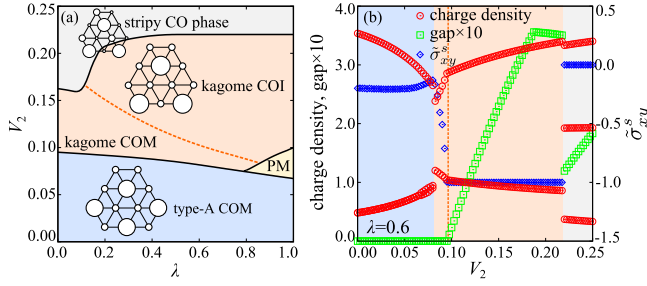 (a)
stripy CO phase
kagome COI
kagome COM
PM
type-A COM
V2
0.25
0.20
0.15
0.10
0.05
0.00
0
0.2
0.4
0.6
0.8
1.0
λ
(b)
charge density
gap×10
σ̃ˢxy
λ=0.6
charge density, gap×10
4.0
3.0
2.0
1.0
0.0
0.00
0.05
0.10
0.15
0.20
0.25
V2
0.5
0.0
-0.5
-1.0
-1.5
σ̃ˢxy